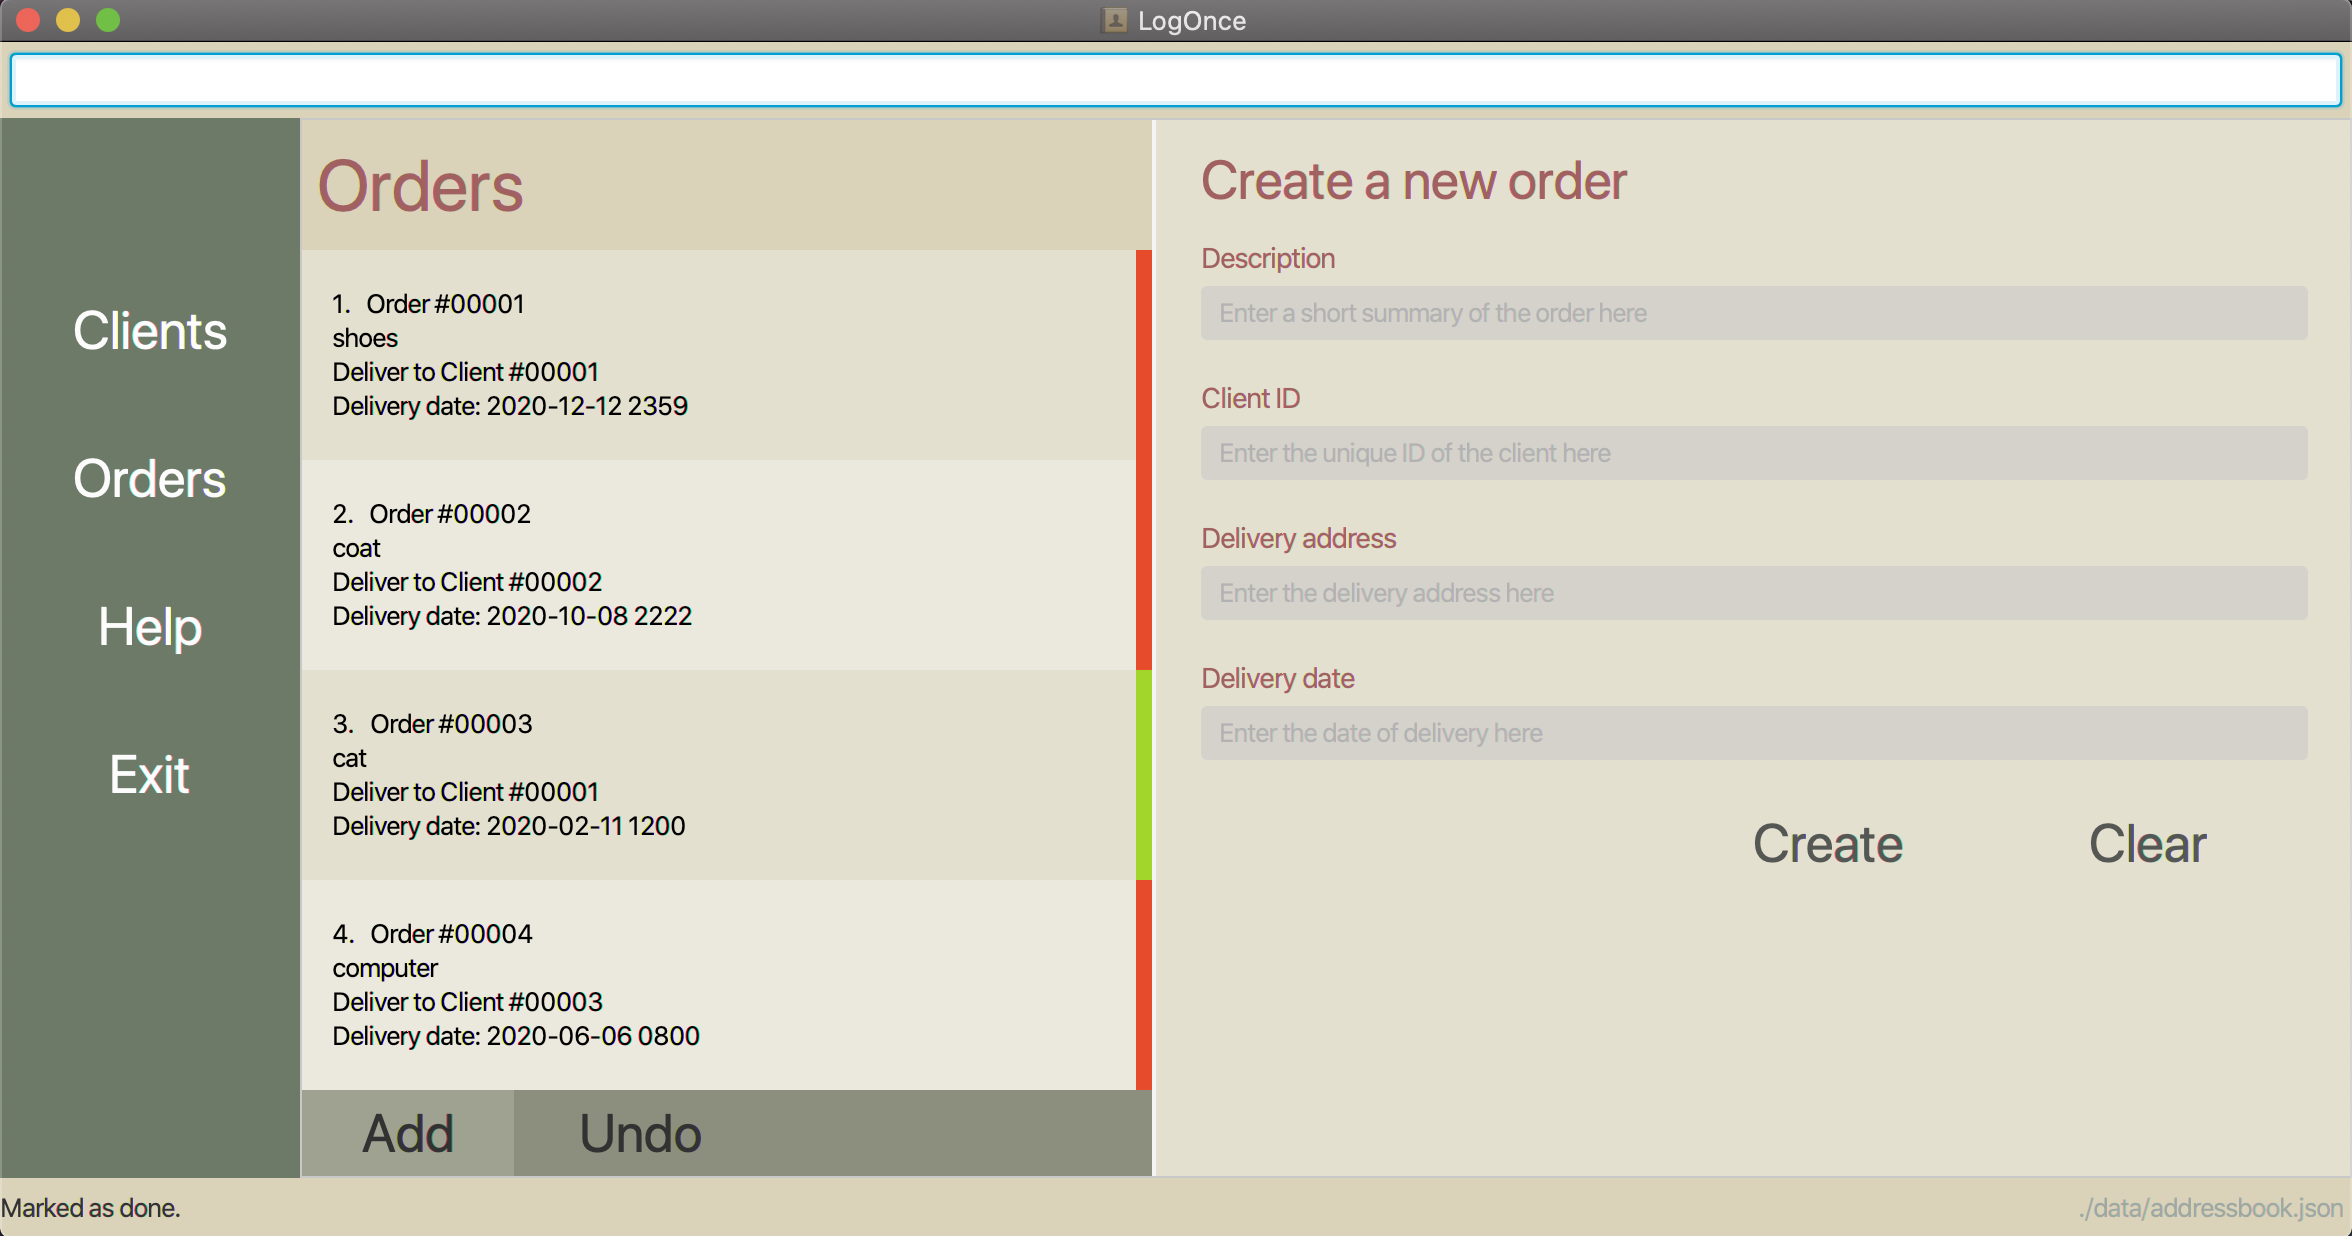 LogOnce
Clients
Orders
Help
Exit
Orders
1. Order #00001
shoes
Deliver to Client #00001
Delivery date: 2020-12-12 2359
2. Order #00002
coat
Deliver to Client #00002
Delivery date: 2020-10-08 2222
3. Order #00003
cat
Deliver to Client #00001
Delivery date: 2020-02-11 1200
4. Order #00004
computer
Deliver to Client #00003
Delivery date: 2020-06-06 0800
Add Undo
Create a new order
Description
Enter a short summary of the order here
Client ID
Enter the unique ID of the client here
Delivery address
Enter the delivery address here
Delivery date
Enter the date of delivery here
Create Clear
Marked as done.
./data/addressbook.json